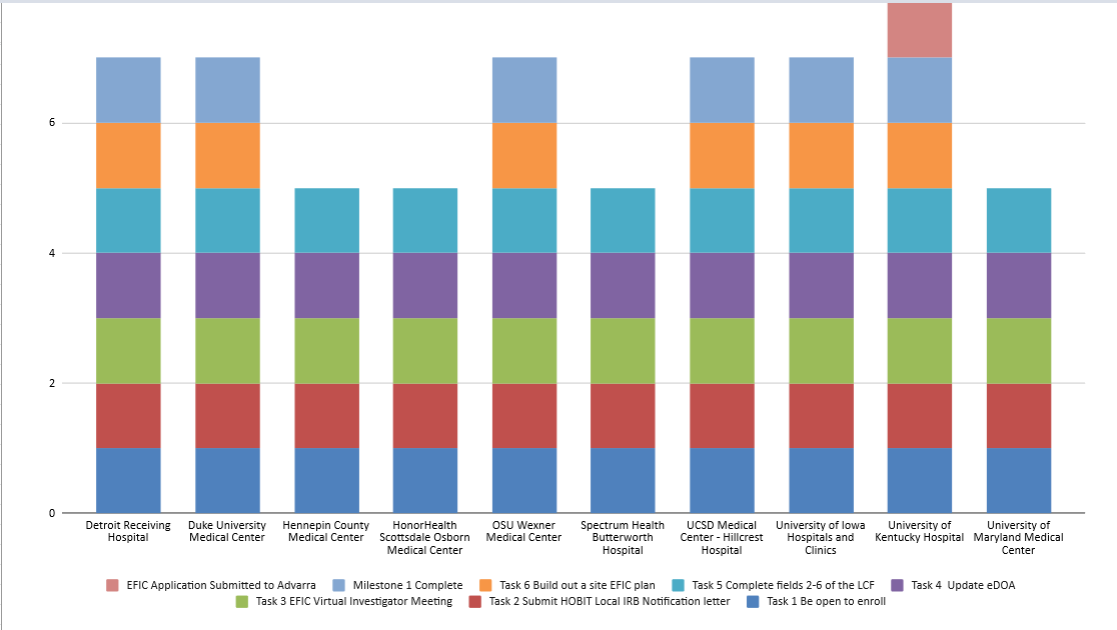 6
4
2
0
Detroit Receiving
Hospital
Duke University
Medical Center
Hennepin County
Medical Center
HonorHealth
Scottsdale Osborn
Medical Center
OSU Wexner
Medical Center
Spectrum Health
Butterworth
Hospital
UCSD Medical
Center - Hillcrest
Hospital
University of Iowa
Hospitals and
Clinics
University of
Kentucky Hospital
University of
Maryland Medical
Center
EFIC Application Submitted to Advarra
Milestone 1 Complete
Task 6 Build out a site EFIC plan
Task 5 Complete fields 2-6 of the LCF
Task 4 Update eDOA
Task 3 EFIC Virtual Investigator Meeting
Task 2 Submit HOBIT Local IRB Notification letter
Task 1 Be open to enroll